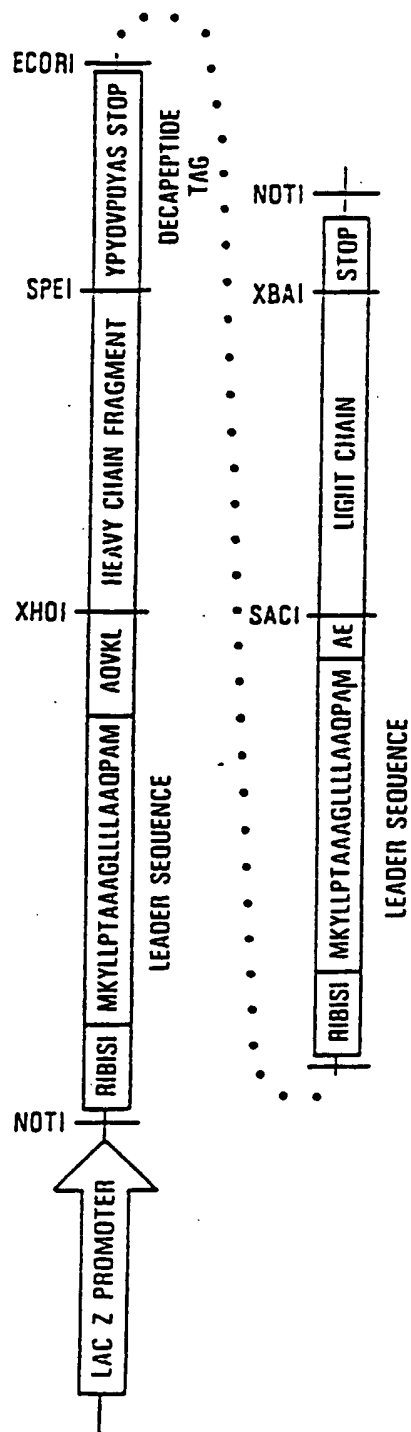 NOTI
XHOI
SPEI
ECORI
LAC Z PROMOTER
RIBISI
MKYLLPTAAAGLLLLAAQPAM
AQVKL
HEAVY CHAIN FRAGMENT
YPYDVPDYAS STOP
LEADER SEQUENCE
DECAPEPTIDE
TAG
SACI
XBAI
NOTI
RIBISI
MKYLLPTAAAGLLLLAAQPAM
AE
LIGHT CHAIN
STOP
LEADER SEQUENCE